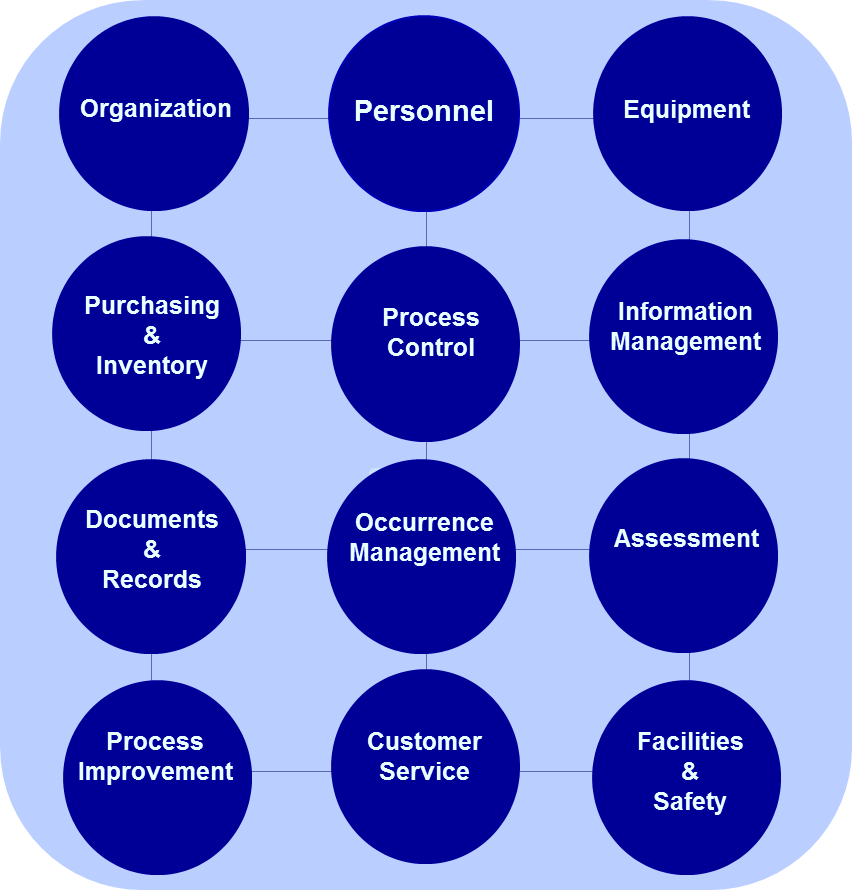 Organization
Personnel
Equipment
Purchasing
&
Inventory
Process
Control
Information
Management
Documents
&
Records
Occurrence
Management
Assessment
Process
Improvement
Customer
Service
Facilities
&
Safety